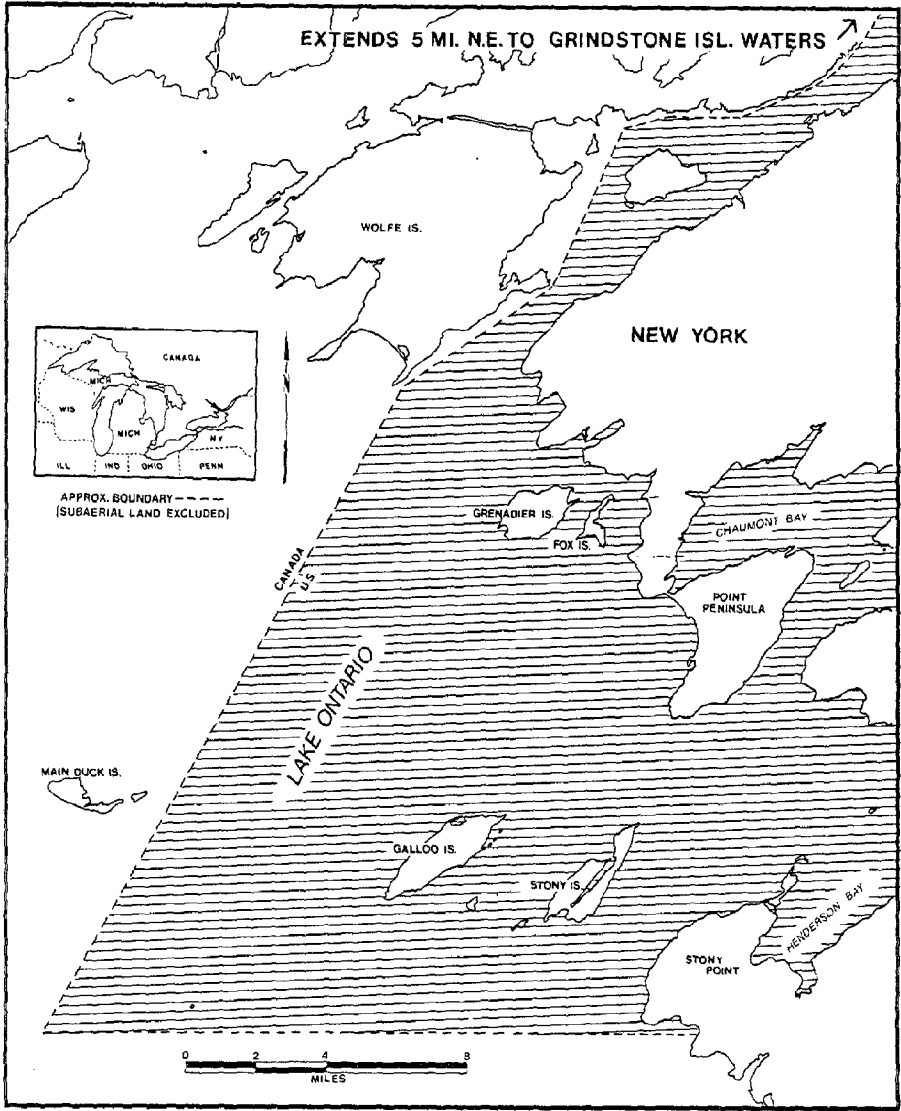 EXTENDS 5 MI. N.E. TO GRINDSTONE ISL. WATERS
WOLFE IS.
NEW YORK
CANADA
MICH
WIS
MICH
NY
ILL
IND
OHIO
PENN
N
APPROX. BOUNDARY
(SUBAERIAL LAND EXCLUDED)
GRENADIER IS.
FOX IS.
CHAUMONT BAY
CANADA
U.S.
POINT
PENINSULA
LAKE ONTARIO
MAIN DUCK IS.
GALLOO IS.
STONY IS.
HENDERSON BAY
STONY
POINT
0 2 4 8
MILES